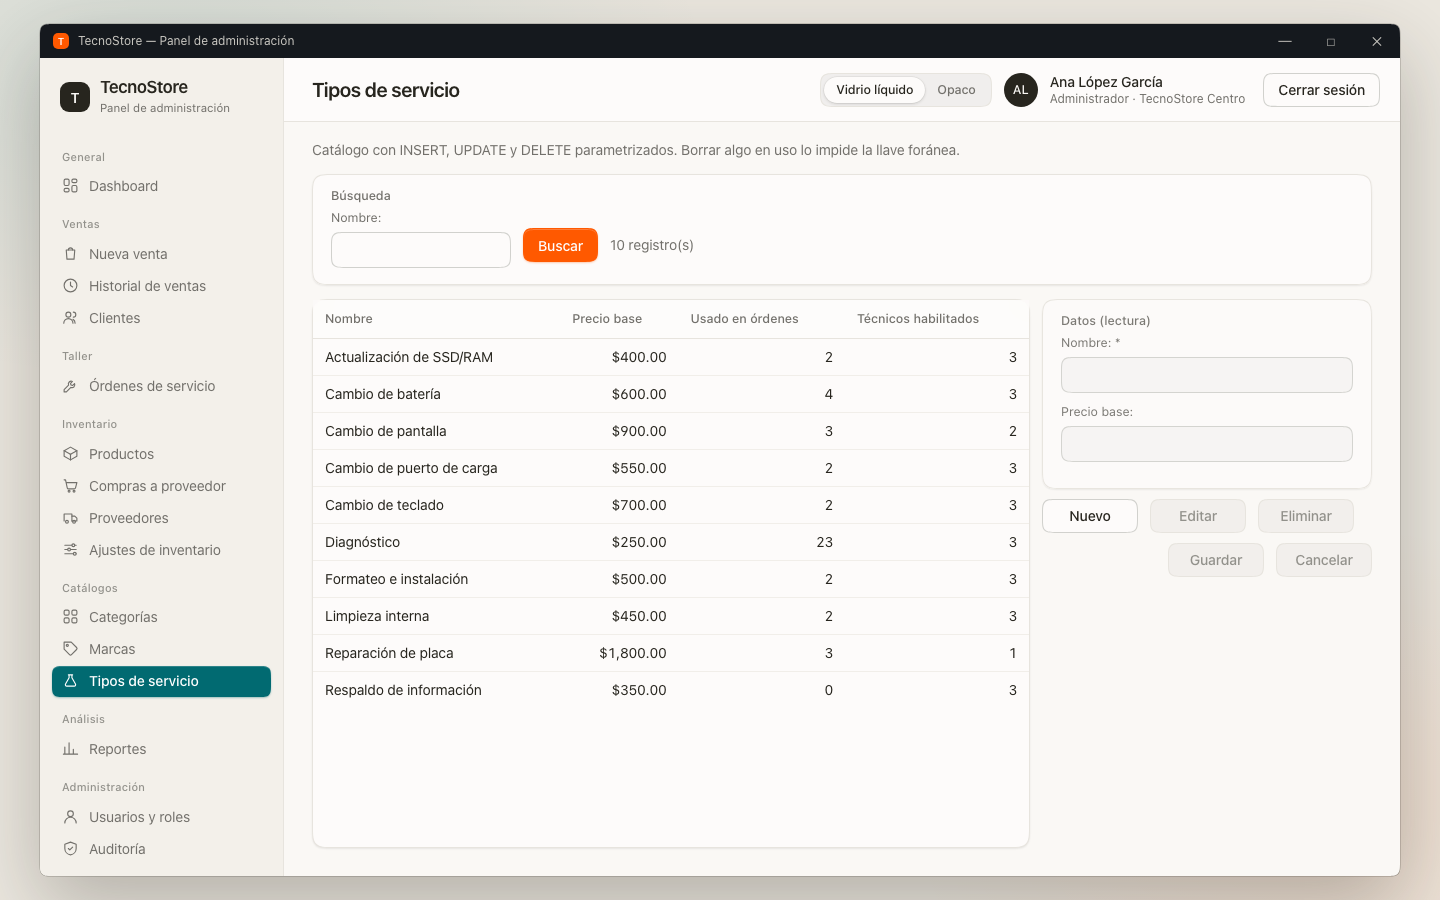 T TecnoStore — Panel de administración
T TecnoStore
Panel de administración
General
Dashboard
Ventas
Nueva venta
Historial de ventas
Clientes
Taller
Órdenes de servicio
Inventario
Productos
Compras a proveedor
Proveedores
Ajustes de inventario
Catálogos
Categorías
Marcas
Tipos de servicio
Análisis
Reportes
Administración
Usuarios y roles
Auditoría
Tipos de servicio
Vidrio líquido Opaco
AL Ana López García
Administrador · TecnoStore Centro
Cerrar sesión
Catálogo con INSERT, UPDATE y DELETE parametrizados. Borrar algo en uso lo impide la llave foránea.
Búsqueda
Nombre:
Buscar 10 registro(s)
Nombre Precio base Usado en órdenes Técnicos habilitados
Actualización de SSD/RAM $400.00 2 3
Cambio de batería $600.00 4 3
Cambio de pantalla $900.00 3 2
Cambio de puerto de carga $550.00 2 3
Cambio de teclado $700.00 2 3
Diagnóstico $250.00 23 3
Formateo e instalación $500.00 2 3
Limpieza interna $450.00 2 3
Reparación de placa $1,800.00 3 1
Respaldo de información $350.00 0 3
Datos (lectura)
Nombre: *
Precio base:
Nuevo Editar Eliminar
Guardar Cancelar